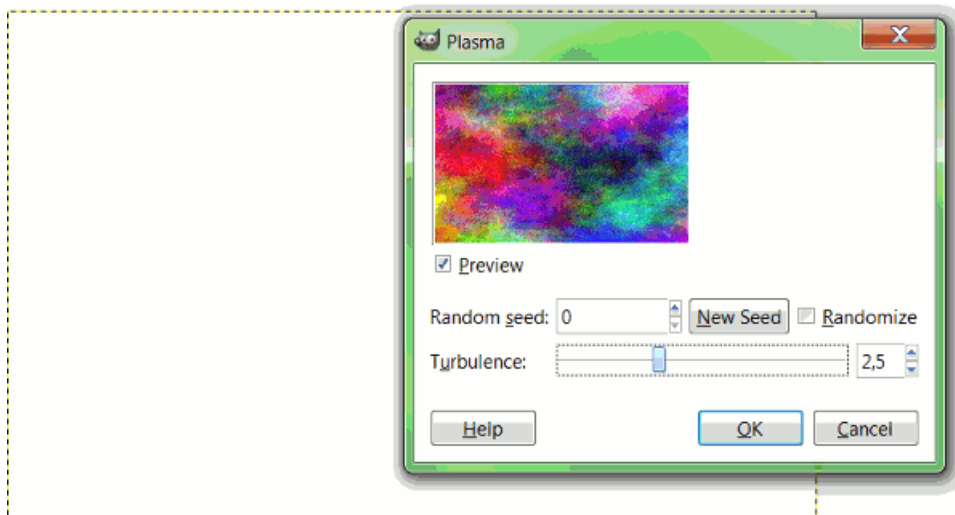 Plasma
Preview
Random seed: 0 New Seed Randomize
Turbulence: 2,5
Help OK Cancel